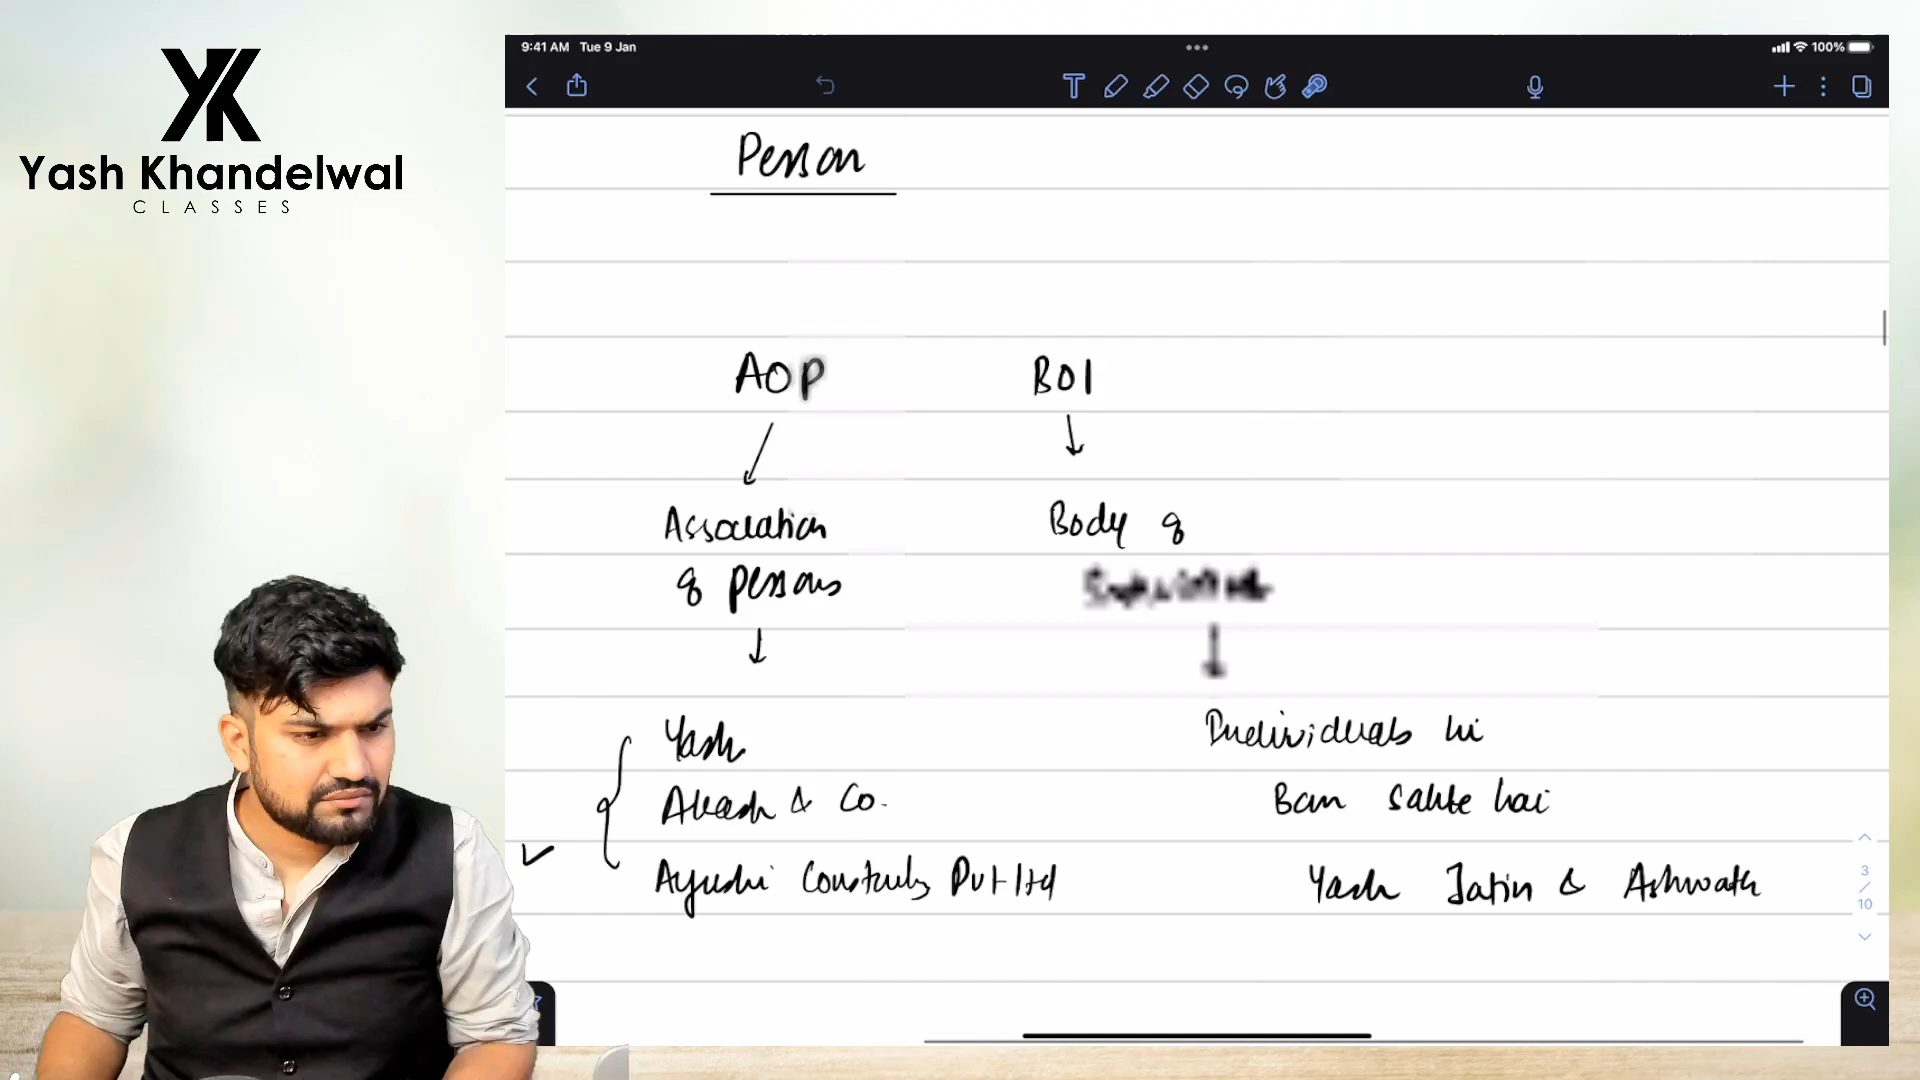 Yash Khandelwal
CLASSES
9:41 AM Tue 9 Jan
100%
Person
AOP BOI
Association Body of
of persons
Yash Individuals hi
Akash & Co. Ban sakte hai
Ayushi Constructs Pvt ltd Yash Jatin & Ashwath
3
/
10